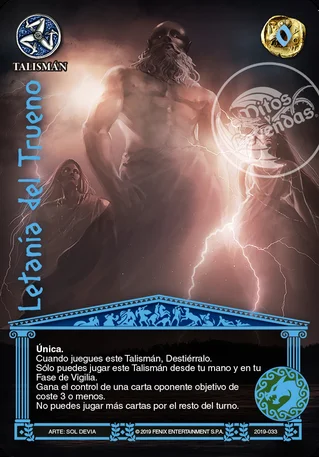 0
TALISMÁN
Mitos
Leyendas
Letanía del Trueno
Única.
Cuando juegues este Talismán, Destiérralo.
Sólo puedes jugar este Talismán desde tu mano y en tu
Fase de Vigilia.
Gana el control de una carta oponente objetivo de
coste 3 o menos.
No puedes jugar más cartas por el resto del turno.
ARTE: SOL DEVIA
© 2019 FENIX ENTERTAINMENT S.P.A.
2019-033